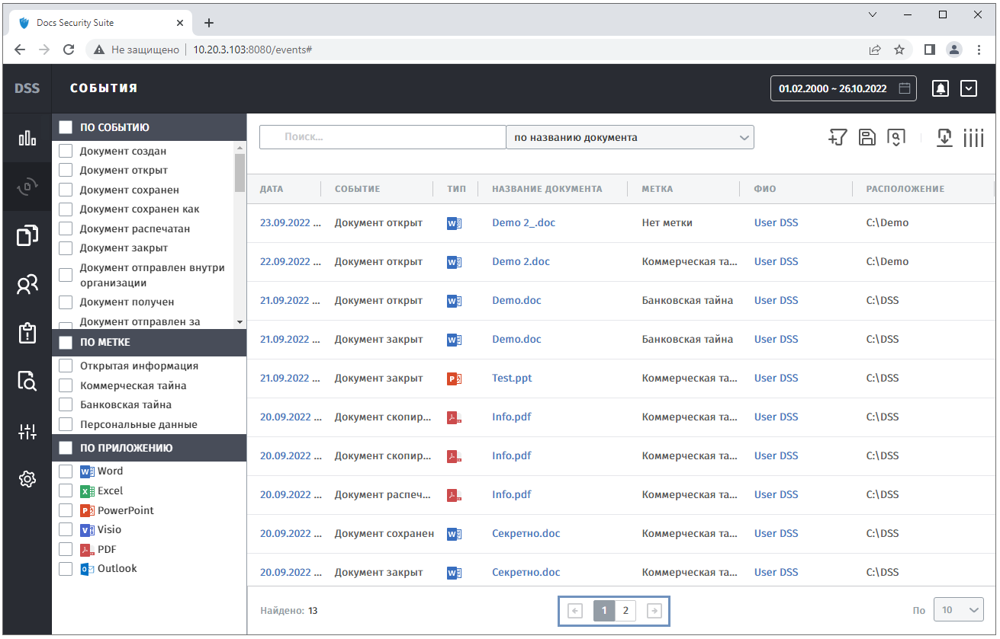 Docs Security Suite
Не защищено 10.20.3.103:8080/events#
DSS СОБЫТИЯ 01.02.2000 ~ 26.10.2022
ПО СОБЫТИЮ
Документ создан
Документ открыт
Документ сохранен
Документ сохранен как
Документ распечатан
Документ закрыт
Документ отправлен внутри
организации
Документ получен
Документ отправлен за
ПО МЕТКЕ
Открытая информация
Коммерческая тайна
Банковская тайна
Персональные данные
ПО ПРИЛОЖЕНИЮ
Word
Excel
PowerPoint
Visio
PDF
Outlook
Поиск... по названию документа
ДАТА СОБЫТИЕ ТИП НАЗВАНИЕ ДОКУМЕНТА МЕТКА ФИО РАСПОЛОЖЕНИЕ
23.09.2022 ... Документ открыт Demo 2_.doc Нет метки User DSS C:\Demo
22.09.2022 ... Документ открыт Demo 2.doc Коммерческая та... User DSS C:\Demo
21.09.2022 ... Документ открыт Demo.doc Банковская тайна User DSS C:\DSS
21.09.2022 ... Документ закрыт Demo.doc Банковская тайна User DSS C:\DSS
21.09.2022 ... Документ закрыт Test.ppt Коммерческая та... User DSS C:\DSS
20.09.2022 ... Документ скопир... Info.pdf Коммерческая та... User DSS C:\DSS
20.09.2022 ... Документ скопир... Info.pdf Коммерческая та... User DSS C:\DSS
20.09.2022 ... Документ распеч... Info.pdf Коммерческая та... User DSS C:\DSS
20.09.2022 ... Документ сохранен Секретно.doc Коммерческая та... User DSS C:\DSS
20.09.2022 ... Документ закрыт Секретно.doc Коммерческая та... User DSS C:\DSS
Найдено: 13 1 2 По 10